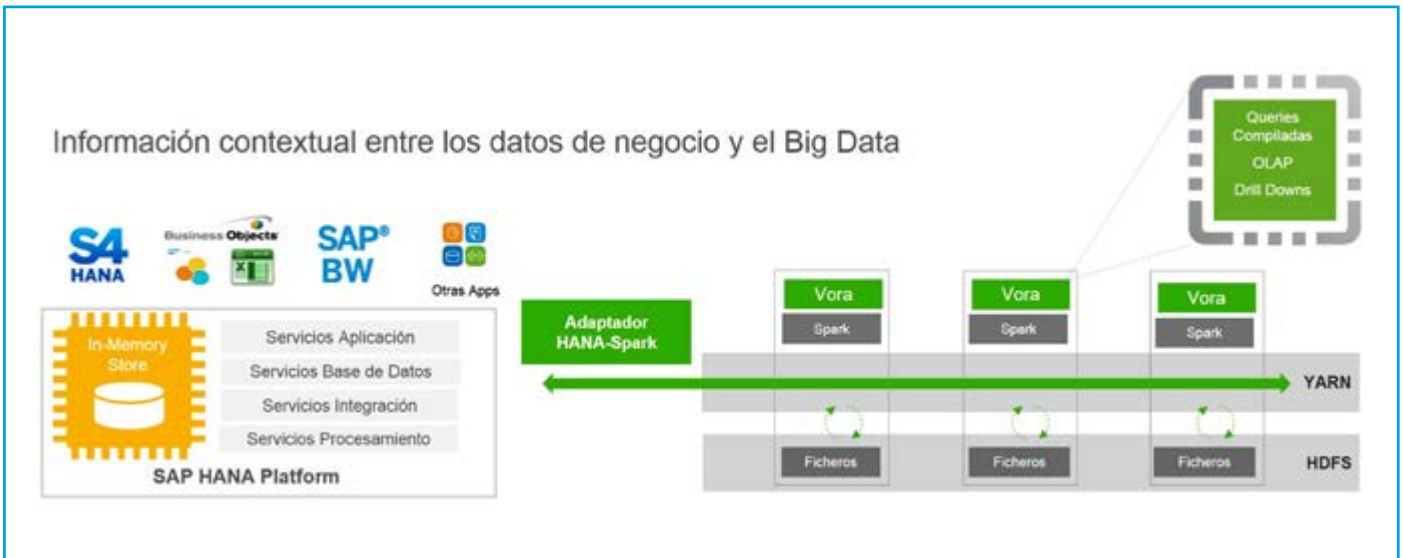 Información contextual entre los datos de negocio y el Big Data
Queries
Compiladas
OLAP
Drill Downs
S4
HANA
Business Objects
SAP®
BW
Otras Apps
In-Memory
Store
Servicios Aplicación
Servicios Base de Datos
Servicios Integración
Servicios Procesamiento
SAP HANA Platform
Adaptador
HANA-Spark
Vora
Spark
Vora
Spark
Vora
Spark
YARN
Ficheros
Ficheros
Ficheros
HDFS